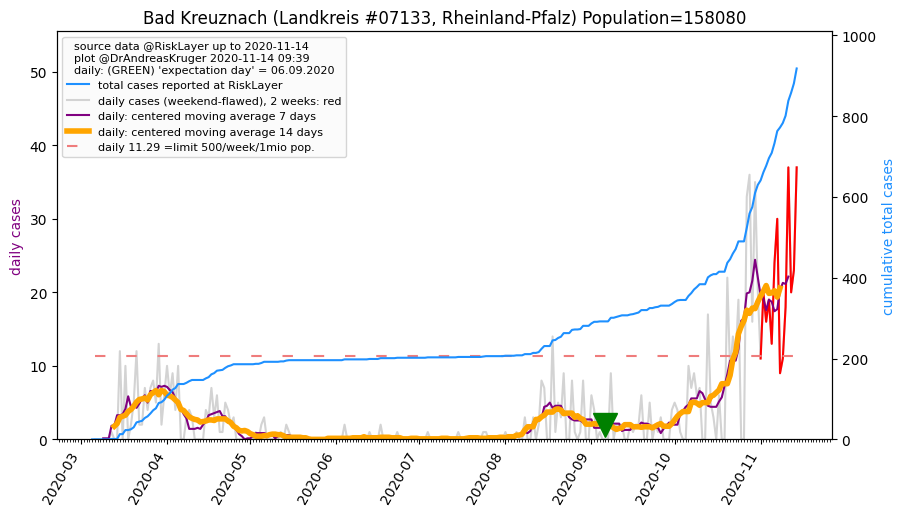 Bad Kreuznach (Landkreis #07133, Rheinland-Pfalz) Population=158080
source data @RiskLayer up to 2020-11-14
plot @DrAndreasKruger 2020-11-14 09:39
daily: (GREEN) 'expectation day' = 06.09.2020
total cases reported at RiskLayer
daily cases (weekend-flawed), 2 weeks: red
daily: centered moving average 7 days
daily: centered moving average 14 days
daily 11.29 =limit 500/week/1mio pop.
daily cases
50
40
30
20
10
0
cumulative total cases
1000
800
600
400
200
0
2020-03
2020-04
2020-05
2020-06
2020-07
2020-08
2020-09
2020-10
2020-11